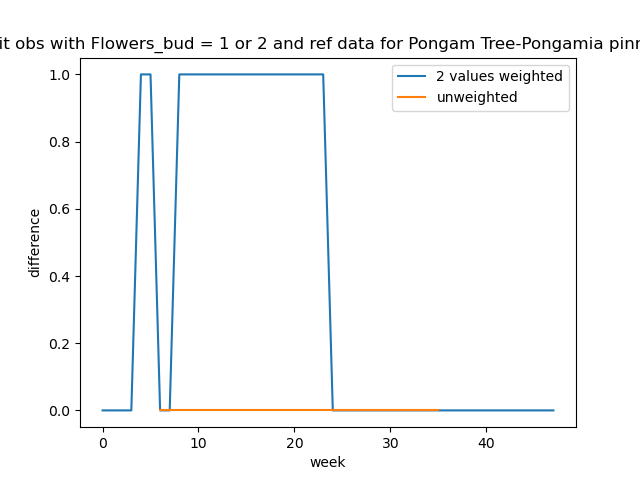 it obs with Flowers_bud = 1 or 2 and ref data for Pongam Tree-Pongamia pinn
2 values weighted
unweighted
1.0
0.8
0.6
0.4
0.2
0.0
difference
0 10 20 30 40
week